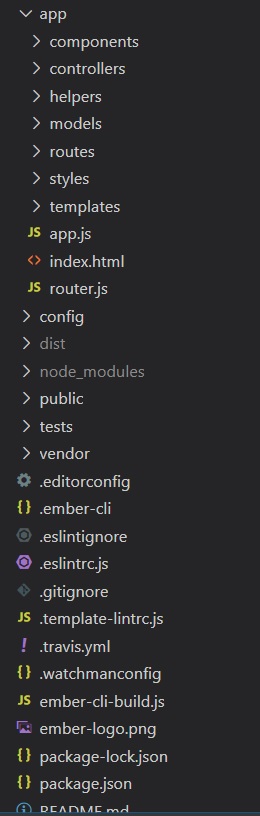 app
components
controllers
helpers
models
routes
styles
templates
JS app.js
<> index.html
JS router.js
config
dist
node_modules
public
tests
vendor
.editorconfig
{} .ember-cli
.eslintignore
.eslintrc.js
.gitignore
JS .template-lintrc.js
! .travis.yml
{} .watchmanconfig
JS ember-cli-build.js
ember-logo.png
{} package-lock.json
{} package.json
README.md